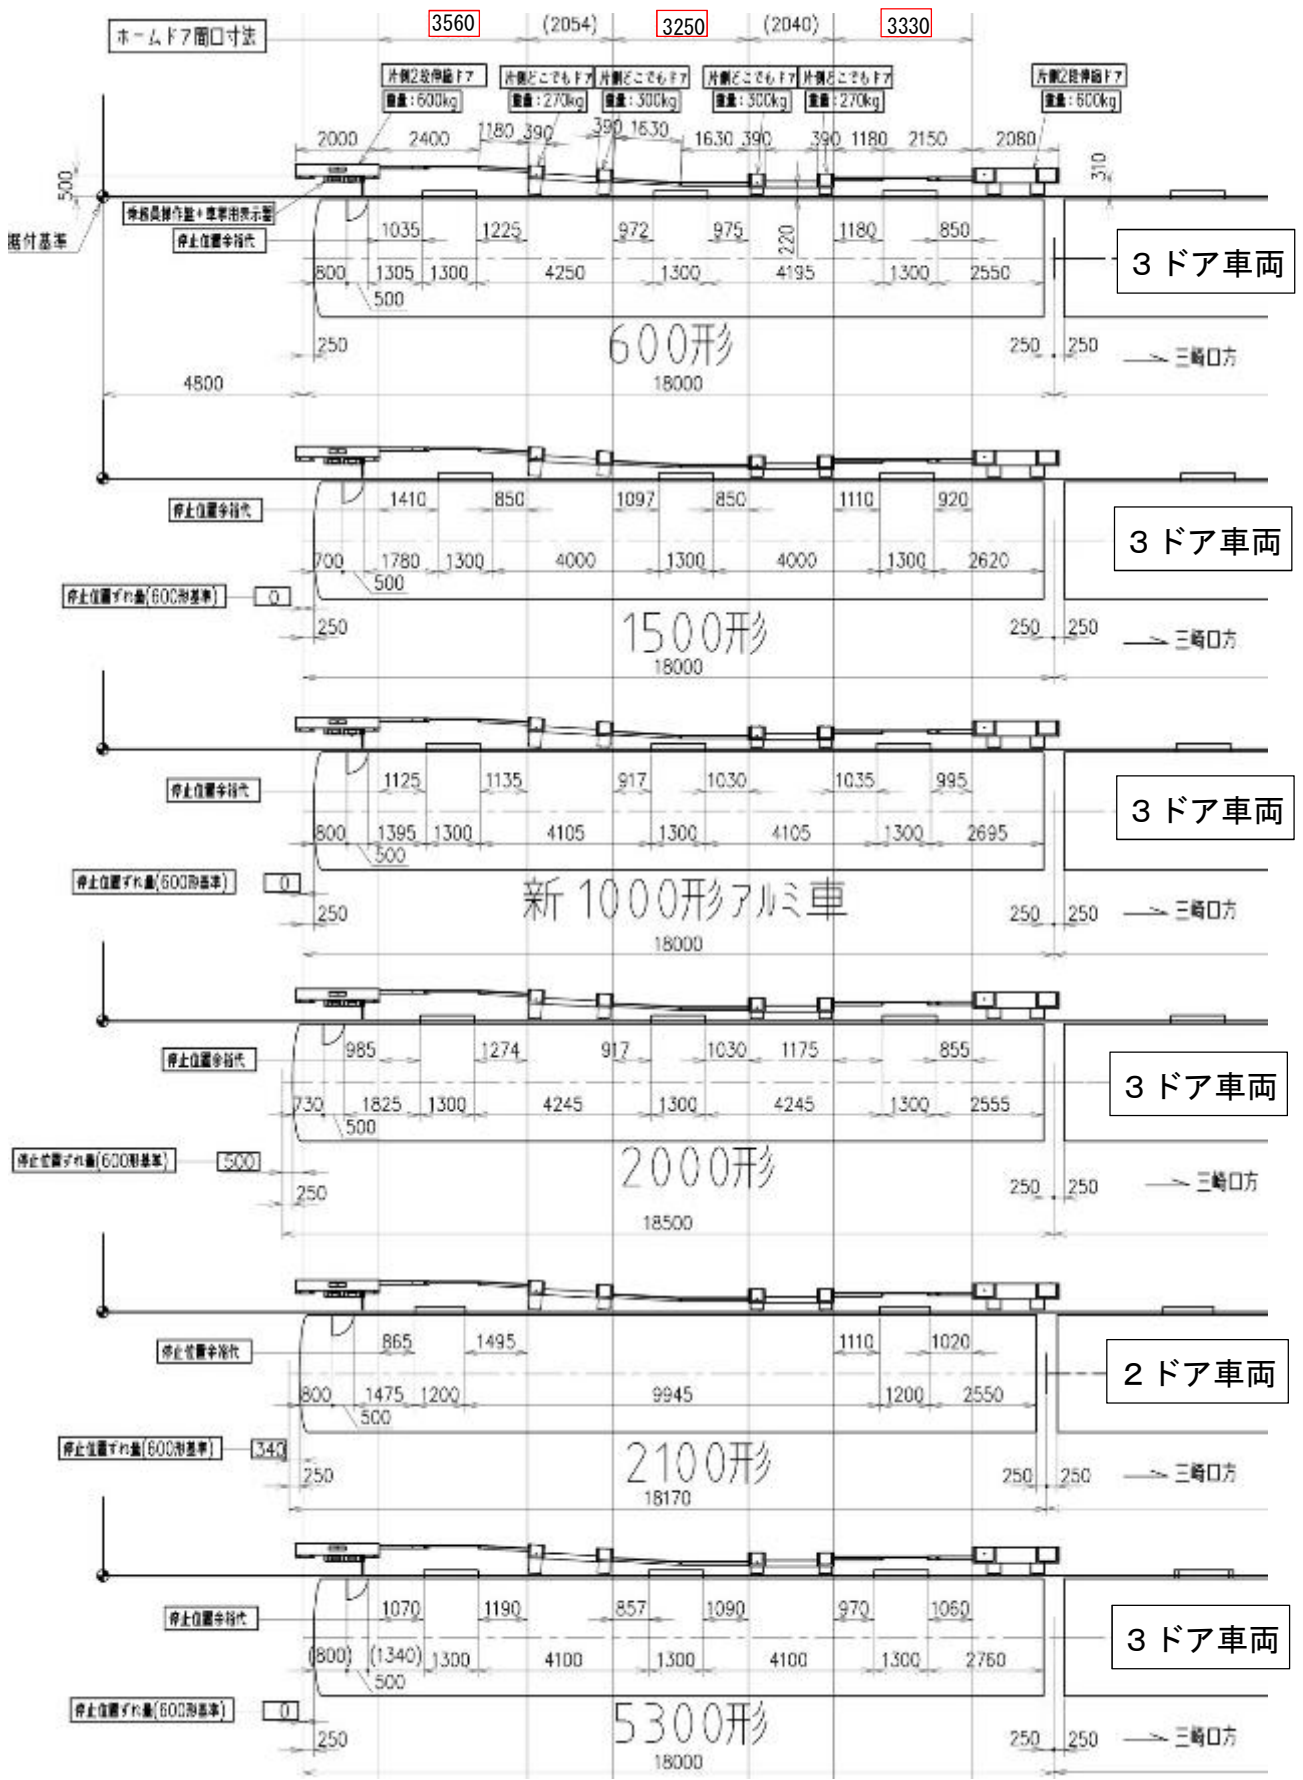 ホームドア間口寸法
3560 (2054) 3250 (2040) 3330
片側2段伸縮ドア 片側どこでもドア 片側どこでもドア 片側どこでもドア 片側どこでもドア 片側2段伸縮ドア
重量:600kg 重量:270kg 重量:300kg 重量:300kg 重量:270kg 重量:600kg
2000 2400 1180 390 390 1630 1630 390 390 1180 2150 2080
500 310
乗務員操作盤+車掌用表示器
据付基準
停止位置余裕代 1035 1225 972 975 220 1180 850
3ドア車両
800 1305 1300 4250 1300 4195 1300 2550
500
600形
250 250 250 三崎口方
4800 18000
停止位置余裕代 1410 850 1097 850 1110 920
3ドア車両
700 1780 1300 4000 1300 4000 1300 2620
500
停止位置ずれ量(600形基準) 0
1500形
250 250 250 三崎口方
18000
停止位置余裕代 1125 1135 917 1030 1035 995
3ドア車両
800 1395 1300 4105 1300 4105 1300 2695
500
停止位置ずれ量(600形基準) 0
新1000形アルミ車
250 250 250 三崎口方
18000
停止位置余裕代 985 1274 917 1030 1175 855
3ドア車両
730 1825 1300 4245 1300 4245 1300 2555
500
停止位置ずれ量(600形基準) 500
2000形
250 250 250 三崎口方
18500
停止位置余裕代 865 1495 1110 1020
2ドア車両
800 1475 1200 9945 1200 2550
500
停止位置ずれ量(600形基準) 340
2100形
250 250 250 三崎口方
18170
停止位置余裕代 1070 1190 857 1090 970 1060
3ドア車両
(800) (1340) 1300 4100 1300 4100 1300 2760
500
停止位置ずれ量(600形基準) 0
5300形
250 250 250 三崎口方
18000